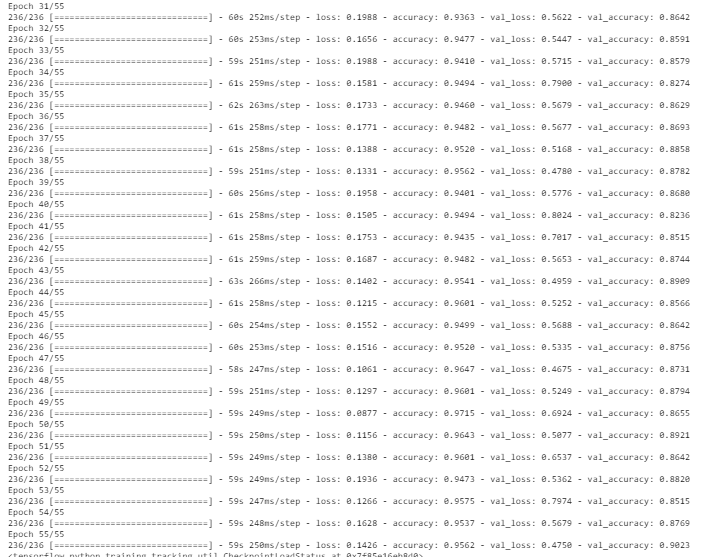 Epoch 31/55
236/236 [==============================] - 60s 252ms/step - loss: 0.1988 - accuracy: 0.9363 - val_loss: 0.5622 - val_accuracy: 0.8642
Epoch 32/55
236/236 [==============================] - 60s 253ms/step - loss: 0.1656 - accuracy: 0.9477 - val_loss: 0.5447 - val_accuracy: 0.8591
Epoch 33/55
236/236 [==============================] - 59s 251ms/step - loss: 0.1988 - accuracy: 0.9410 - val_loss: 0.5715 - val_accuracy: 0.8579
Epoch 34/55
236/236 [==============================] - 61s 259ms/step - loss: 0.1581 - accuracy: 0.9494 - val_loss: 0.7900 - val_accuracy: 0.8274
Epoch 35/55
236/236 [==============================] - 62s 263ms/step - loss: 0.1733 - accuracy: 0.9460 - val_loss: 0.5679 - val_accuracy: 0.8629
Epoch 36/55
236/236 [==============================] - 61s 258ms/step - loss: 0.1771 - accuracy: 0.9482 - val_loss: 0.5677 - val_accuracy: 0.8693
Epoch 37/55
236/236 [==============================] - 61s 258ms/step - loss: 0.1388 - accuracy: 0.9520 - val_loss: 0.5168 - val_accuracy: 0.8858
Epoch 38/55
236/236 [==============================] - 59s 251ms/step - loss: 0.1331 - accuracy: 0.9562 - val_loss: 0.4780 - val_accuracy: 0.8782
Epoch 39/55
236/236 [==============================] - 60s 256ms/step - loss: 0.1958 - accuracy: 0.9401 - val_loss: 0.5776 - val_accuracy: 0.8680
Epoch 40/55
236/236 [==============================] - 61s 258ms/step - loss: 0.1505 - accuracy: 0.9494 - val_loss: 0.8024 - val_accuracy: 0.8236
Epoch 41/55
236/236 [==============================] - 61s 258ms/step - loss: 0.1753 - accuracy: 0.9435 - val_loss: 0.7017 - val_accuracy: 0.8515
Epoch 42/55
236/236 [==============================] - 61s 259ms/step - loss: 0.1687 - accuracy: 0.9482 - val_loss: 0.5653 - val_accuracy: 0.8744
Epoch 43/55
236/236 [==============================] - 63s 266ms/step - loss: 0.1402 - accuracy: 0.9541 - val_loss: 0.4959 - val_accuracy: 0.8909
Epoch 44/55
236/236 [==============================] - 61s 258ms/step - loss: 0.1215 - accuracy: 0.9601 - val_loss: 0.5252 - val_accuracy: 0.8566
Epoch 45/55
236/236 [==============================] - 60s 254ms/step - loss: 0.1552 - accuracy: 0.9499 - val_loss: 0.5688 - val_accuracy: 0.8642
Epoch 46/55
236/236 [==============================] - 60s 253ms/step - loss: 0.1516 - accuracy: 0.9520 - val_loss: 0.5335 - val_accuracy: 0.8756
Epoch 47/55
236/236 [==============================] - 58s 247ms/step - loss: 0.1061 - accuracy: 0.9647 - val_loss: 0.4675 - val_accuracy: 0.8731
Epoch 48/55
236/236 [==============================] - 59s 251ms/step - loss: 0.1297 - accuracy: 0.9601 - val_loss: 0.5249 - val_accuracy: 0.8794
Epoch 49/55
236/236 [==============================] - 59s 249ms/step - loss: 0.0877 - accuracy: 0.9715 - val_loss: 0.6924 - val_accuracy: 0.8655
Epoch 50/55
236/236 [==============================] - 59s 250ms/step - loss: 0.1156 - accuracy: 0.9643 - val_loss: 0.5077 - val_accuracy: 0.8921
Epoch 51/55
236/236 [==============================] - 59s 249ms/step - loss: 0.1380 - accuracy: 0.9601 - val_loss: 0.6537 - val_accuracy: 0.8642
Epoch 52/55
236/236 [==============================] - 59s 249ms/step - loss: 0.1936 - accuracy: 0.9473 - val_loss: 0.5362 - val_accuracy: 0.8820
Epoch 53/55
236/236 [==============================] - 59s 247ms/step - loss: 0.1266 - accuracy: 0.9575 - val_loss: 0.7974 - val_accuracy: 0.8515
Epoch 54/55
236/236 [==============================] - 59s 248ms/step - loss: 0.1628 - accuracy: 0.9537 - val_loss: 0.5679 - val_accuracy: 0.8769
Epoch 55/55
236/236 [==============================] - 59s 250ms/step - loss: 0.1426 - accuracy: 0.9562 - val_loss: 0.4750 - val_accuracy: 0.9023
<tensorflow.python.training.tracking.util.CheckpointLoadStatus at